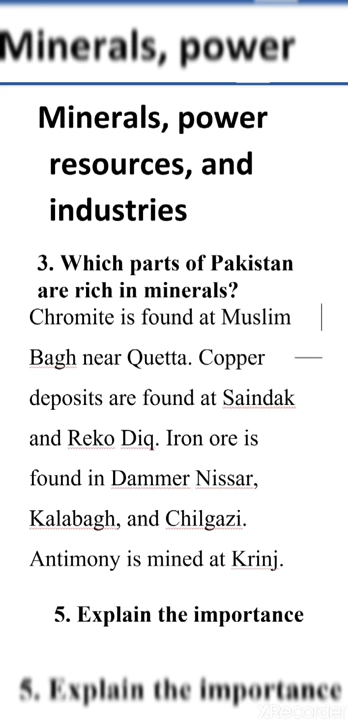 Minerals, power
Minerals, power
resources, and
industries
3. Which parts of Pakistan
are rich in minerals?
Chromite is found at Muslim
Bagh near Quetta. Copper
deposits are found at Saindak
and Reko Diq. Iron ore is
found in Dammer Nissar,
Kalabagh, and Chilgazi.
Antimony is mined at Krinj.
5. Explain the importance
5. Explain the importance